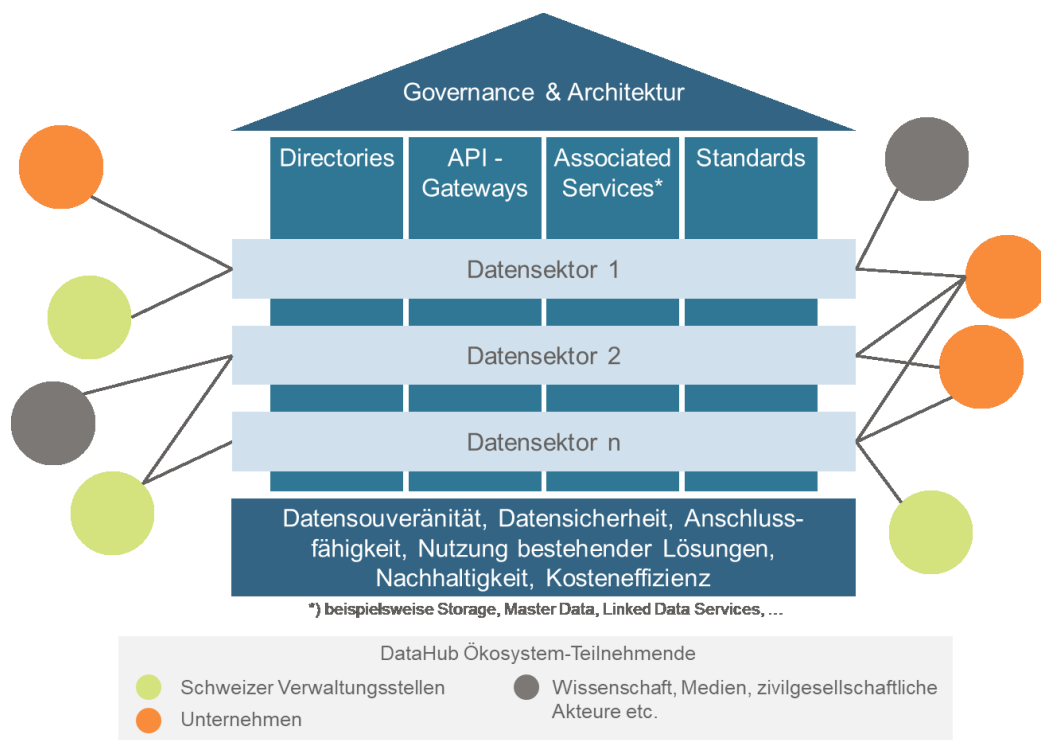 Governance & Architektur
Directories
API -
Gateways
Associated
Services*
Standards
Datensektor 1
Datensektor 2
Datensektor n
Datensouveränität, Datensicherheit, Anschluss-
fähigkeit, Nutzung bestehender Lösungen,
Nachhaltigkeit, Kosteneffizienz
*) beispielsweise Storage, Master Data, Linked Data Services, …
DataHub Ökosystem-Teilnehmende
Schweizer Verwaltungsstellen
Unternehmen
Wissenschaft, Medien, zivilgesellschaftliche
Akteure etc.